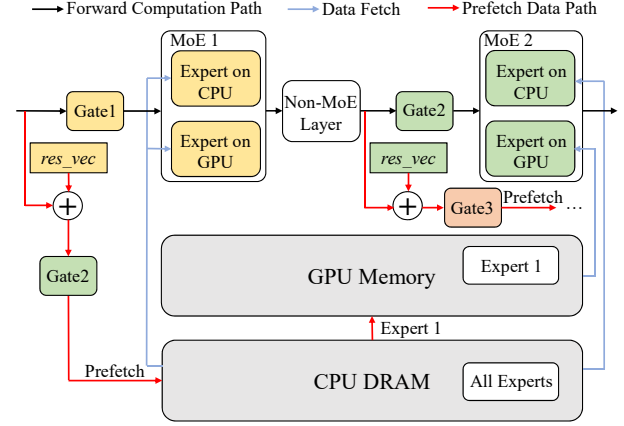 Forward Computation Path
Data Fetch
Prefetch Data Path
MoE 1
MoE 2
Expert on
CPU
Expert on
CPU
Gate1
Non-MoE
Layer
Gate2
res_vec
Expert on
GPU
res_vec
Expert on
GPU
+
+
Gate3
Prefetch
...
Gate2
GPU Memory
Expert 1
Expert 1
Prefetch
CPU DRAM
All Experts